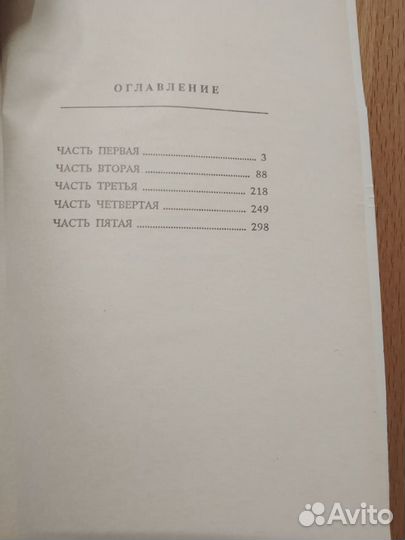 ОГЛАВЛЕНИЕ
ЧАСТЬ ПЕРВАЯ ........................ 3
ЧАСТЬ ВТОРАЯ ........................ 88
ЧАСТЬ ТРЕТЬЯ ........................ 218
ЧАСТЬ ЧЕТВЕРТАЯ .................... 249
ЧАСТЬ ПЯТАЯ ........................ 298
Avito